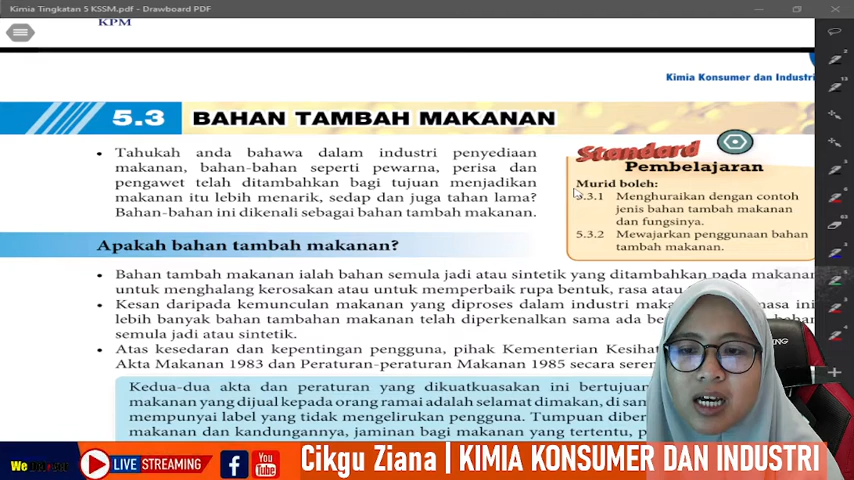 Kimia Tingkatan 5 KSSM.pdf - Drawboard PDF
KPM
Kimia Konsumer dan Industri
5.3 BAHAN TAMBAH MAKANAN
• Tahukah anda bahawa dalam industri penyediaan
makanan, bahan-bahan seperti pewarna, perisa dan
pengawet telah ditambahkan bagi tujuan menjadikan
makanan itu lebih menarik, sedap dan juga tahan lama?
Bahan-bahan ini dikenali sebagai bahan tambah makanan.
Standard
Pembelajaran
Murid boleh:
5.3.1 Menghuraikan dengan contoh
jenis bahan tambah makanan
dan fungsinya.
5.3.2 Mewajarkan penggunaan bahan
tambah makanan.
Apakah bahan tambah makanan?
• Bahan tambah makanan ialah bahan semula jadi atau sintetik yang ditambahkan pada makanan
untuk menghalang kerosakan atau untuk memperbaik rupa bentuk, rasa atau
• Kesan daripada kemunculan makanan yang diproses dalam industri masa ini
lebih banyak bahan tambahan makanan telah diperkenalkan sama ada
semula jadi atau sintetik.
• Atas kesedaran dan kepentingan pengguna, pihak Kementerian
Akta Makanan 1983 dan Peraturan-peraturan Makanan 1985 secara
Kedua-dua akta dan peraturan yang dikuatkuasakan ini bertujuan
makanan yang dijual kepada orang ramai adalah selamat dimakan, di
mempunyai label yang tidak mengelirukan pengguna. Tumpuan
makanan dan kandungannya, jaminan bagi makanan yang tertentu,
LIVE STREAMING
You Tube
Cikgu Ziana | KIMIA KONSUMER DAN INDUSTRI